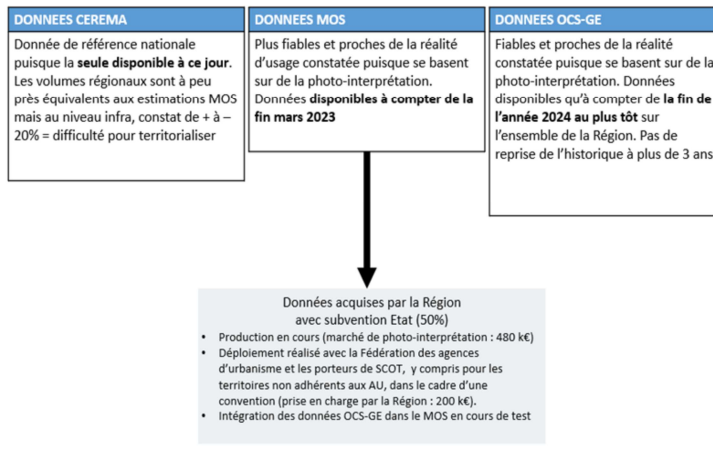 DONNEES CEREMA
Donnée de référence nationale
puisque la seule disponible à ce jour.
Les volumes régionaux sont à peu
près équivalents aux estimations MOS
mais au niveau infra, constat de + à –
20% = difficulté pour territorialiser
DONNEES MOS
Plus fiables et proches de la réalité
d’usage constatée puisque se basent
sur de la photo-interprétation.
Données disponibles à compter de la
fin mars 2023
DONNEES OCS-GE
Fiables et proches de la réalité
constatée puisque se basent sur de la
photo-interprétation. Données
disponibles qu’à compter de la fin de
l’année 2024 au plus tôt sur
l’ensemble de la Région. Pas de
reprise de l’historique à plus de 3 ans
Données acquises par la Région
avec subvention Etat (50%)
• Production en cours (marché de photo-interprétation : 480 k€)
• Déploiement réalisé avec la Fédération des agences
d’urbanisme et les porteurs de SCOT, y compris pour les
territoires non adhérents aux AU, dans le cadre d’une
convention (prise en charge par la Région : 200 k€).
• Intégration des données OCS-GE dans le MOS en cours de test